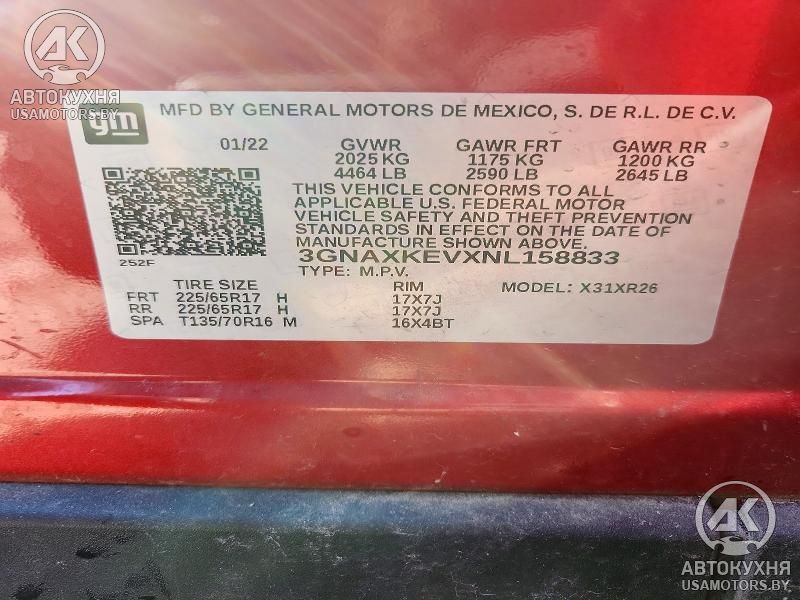 AK
АВТОКУХНЯ
USAMOTORS.BY
gm
MFD BY GENERAL MOTORS DE MEXICO, S. DE R.L. DE C.V.
01/22 GVWR GAWR FRT GAWR RR
2025 KG 1175 KG 1200 KG
4464 LB 2590 LB 2645 LB
THIS VEHICLE CONFORMS TO ALL
APPLICABLE U.S. FEDERAL MOTOR
VEHICLE SAFETY AND THEFT PREVENTION
STANDARDS IN EFFECT ON THE DATE OF
MANUFACTURE SHOWN ABOVE.
252F
3GNAXKEVXNL158833
TYPE: M.P.V.
TIRE SIZE RIM MODEL: X31XR26
FRT 225/65R17 H 17X7J
RR 225/65R17 H 17X7J
SPA T135/70R16 M 16X4BT
AK
АВТОКУХНЯ
USAMOTORS.BY